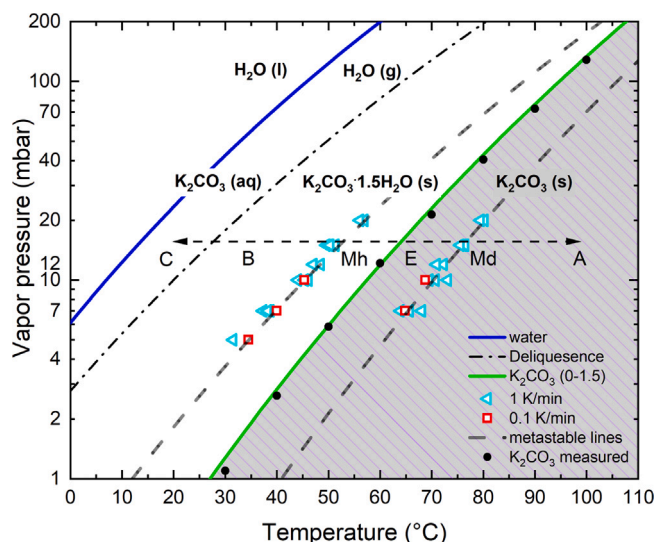 200
100
70
40
20
10
7
4
2
1
Vapor pressure (mbar)
H₂O (l)
H₂O (g)
K₂CO₃ (aq)
K₂CO₃·1.5H₂O (s)
K₂CO₃ (s)
C
B
Mh
E
Md
A
water
Deliquesence
K₂CO₃ (0-1.5)
1 K/min
0.1 K/min
metastable lines
K₂CO₃ measured
0 10 20 30 40 50 60 70 80 90 100 110
Temperature (°C)